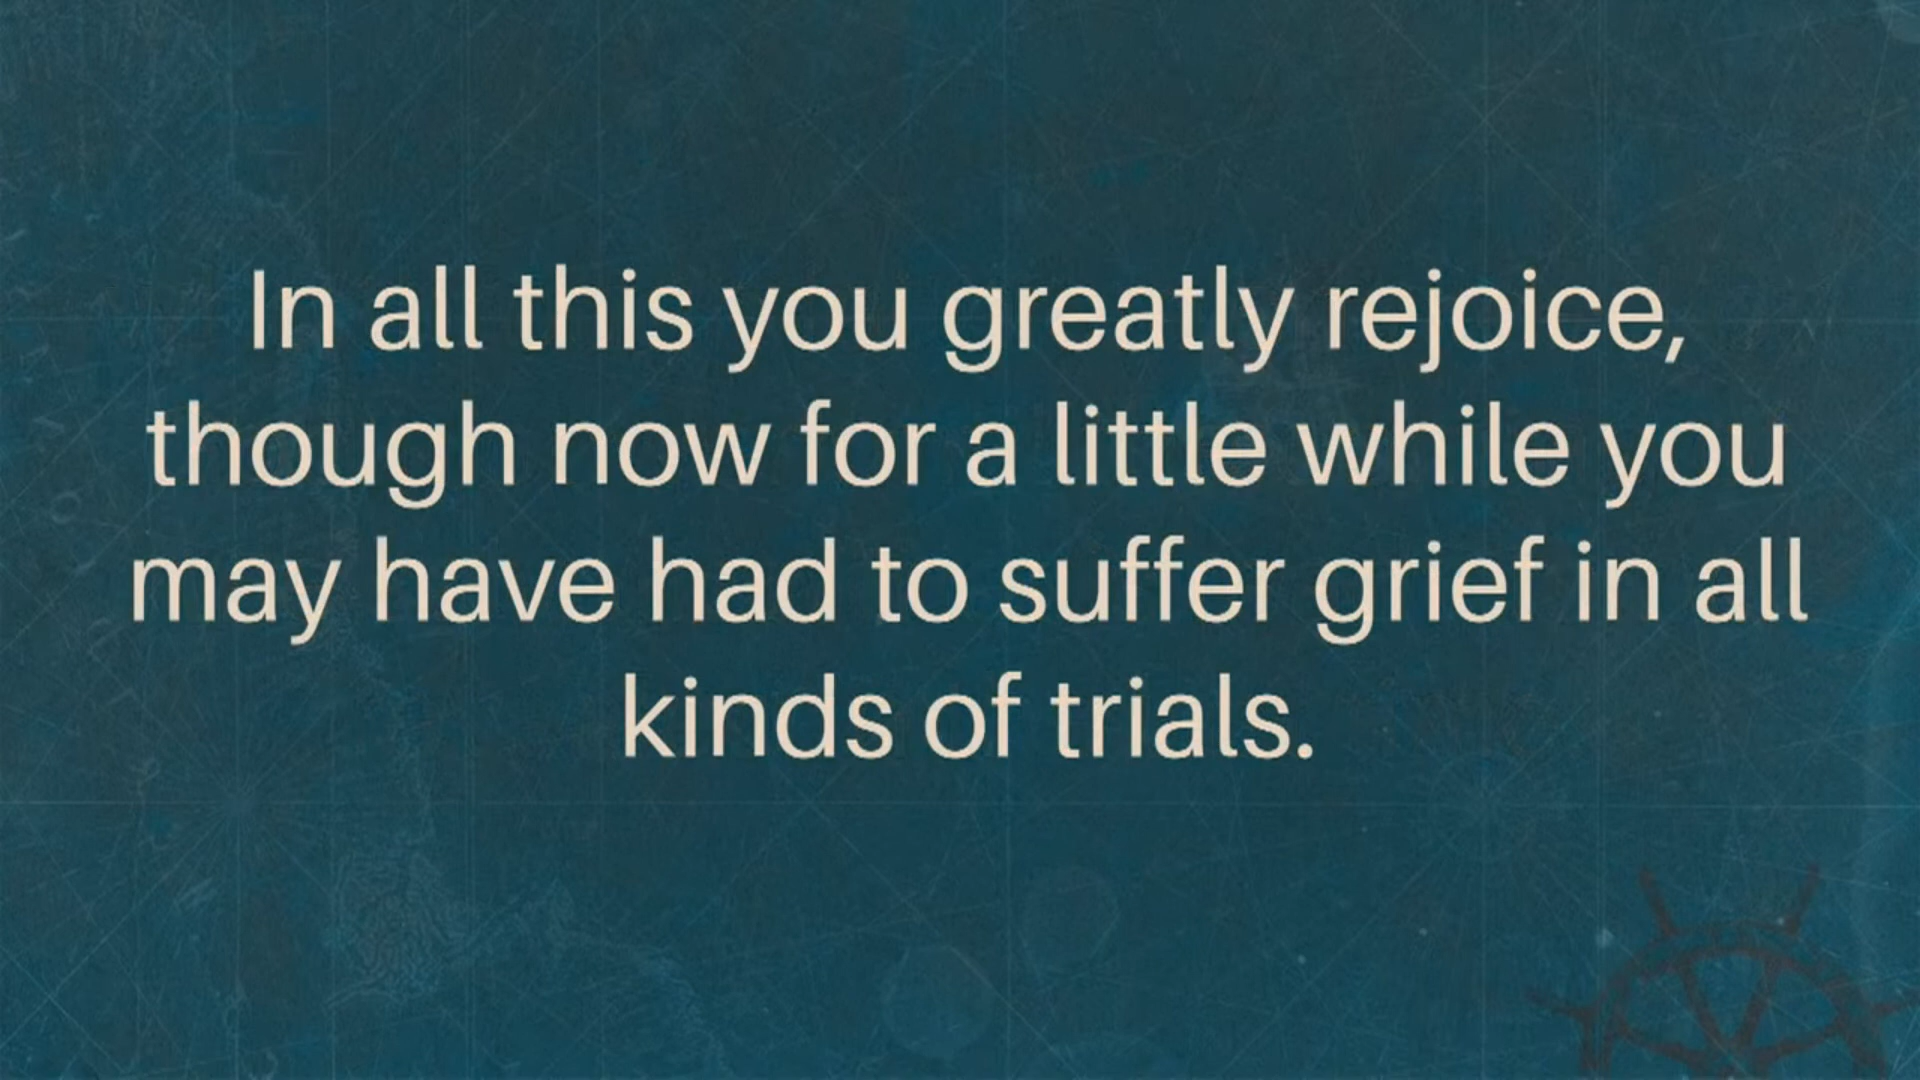 In all this you greatly rejoice,
though now for a little while you
may have had to suffer grief in all
kinds of trials.